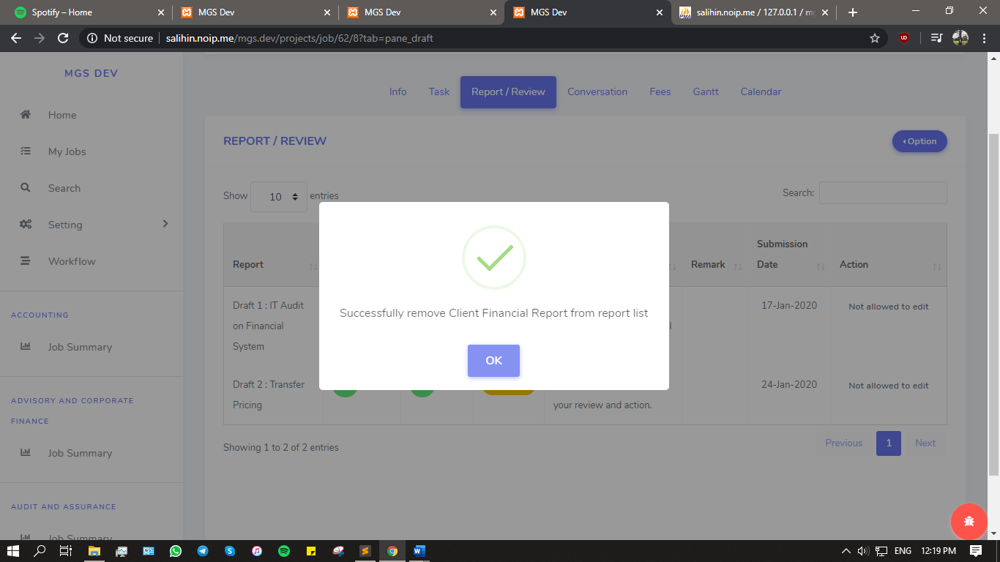 Spotify – Home
MGS Dev
MGS Dev
MGS Dev
salihin.noip.me / 127.0.0.1 /
Not secure
salihin.noip.me/mgs.dev/projects/job/62/8?tab=pane_draft
MGS DEV
Home
My Jobs
Search
Setting
Workflow
ACCOUNTING
Job Summary
ADVISORY AND CORPORATE
FINANCE
Job Summary
AUDIT AND ASSURANCE
Job Summary
Info Task Report / Review Conversation Fees Gantt Calendar
REPORT / REVIEW
Option
Show 10 entries
Search:
Report
Remark
Submission
Date
Action
Draft 1 : IT Audit
on Financial
System
17-Jan-2020
Not allowed to edit
Draft 2 : Transfer
Pricing
your review and action.
24-Jan-2020
Not allowed to edit
Showing 1 to 2 of 2 entries
Previous 1 Next
Successfully remove Client Financial Report from report list
OK
ENG
12:19 PM